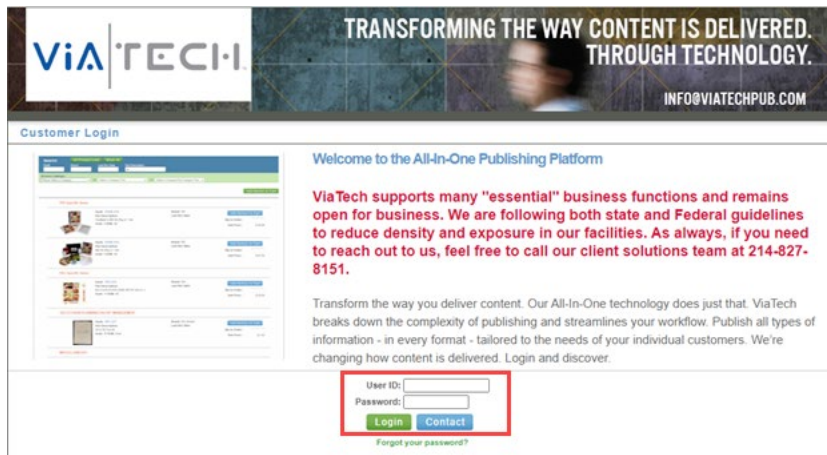 ViA TECH
TRANSFORMING THE WAY CONTENT IS DELIVERED.
THROUGH TECHNOLOGY.
INFO@VIATECHPUB.COM
Customer Login
Welcome to the All-In-One Publishing Platform
ViaTech supports many "essential" business functions and remains
open for business. We are following both state and Federal guidelines
to reduce density and exposure in our facilities. As always, if you need
to reach out to us, feel free to call our client solutions team at 214-827-
8151.
Transform the way you deliver content. Our All-In-One technology does just that. ViaTech
breaks down the complexity of publishing and streamlines your workflow. Publish all types of
information - in every format - tailored to the needs of your individual customers. We're
changing how content is delivered. Login and discover.
User ID:
Password:
Login Contact
Forgot your password?